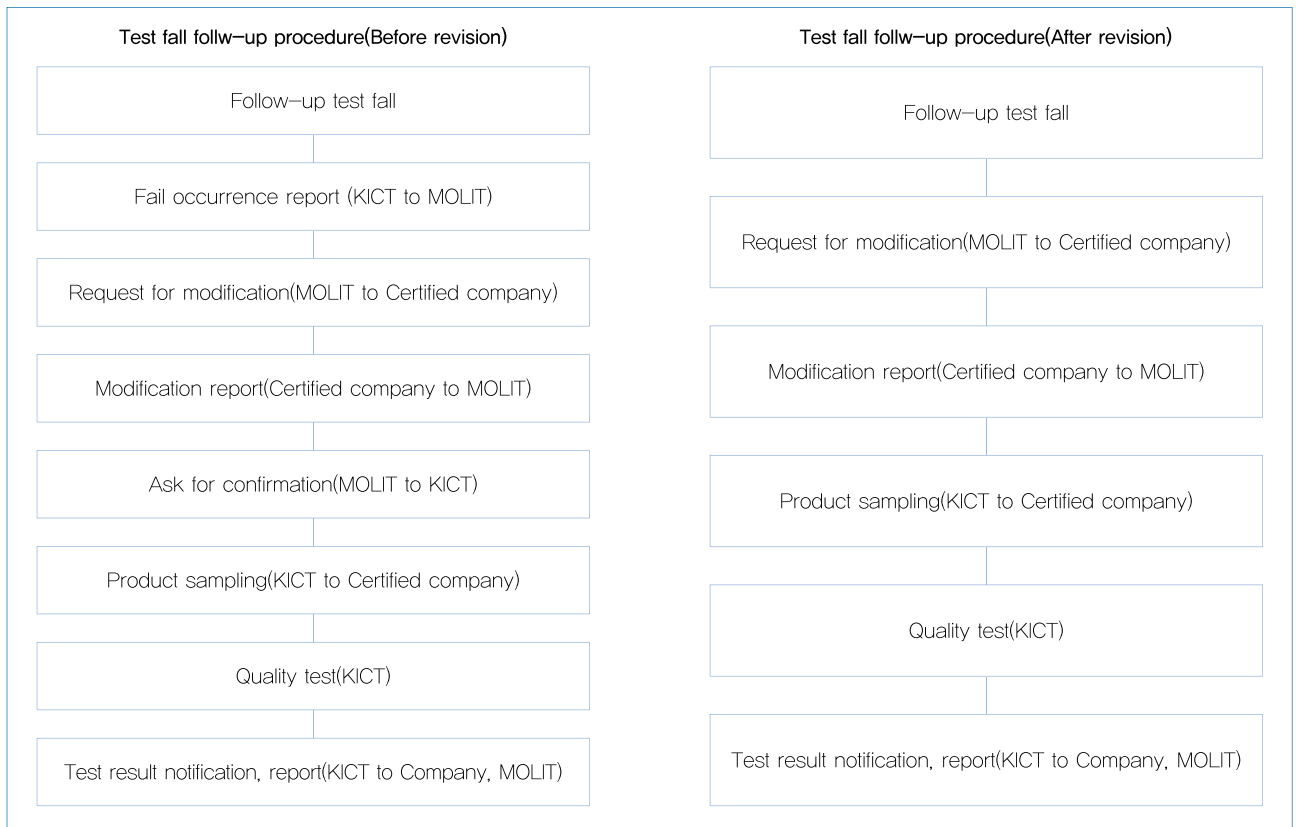 Test fall follw-up procedure(Before revision)
Follow-up test fall
Fail occurrence report (KICT to MOLIT)
Request for modification(MOLIT to Certified company)
Modification report(Certified company to MOLIT)
Ask for confirmation(MOLIT to KICT)
Product sampling(KICT to Certified company)
Quality test(KICT)
Test result notification, report(KICT to Company, MOLIT)
Test fall follw-up procedure(After revision)
Follow-up test fall
Request for modification(MOLIT to Certified company)
Modification report(Certified company to MOLIT)
Product sampling(KICT to Certified company)
Quality test(KICT)
Test result notification, report(KICT to Company, MOLIT)